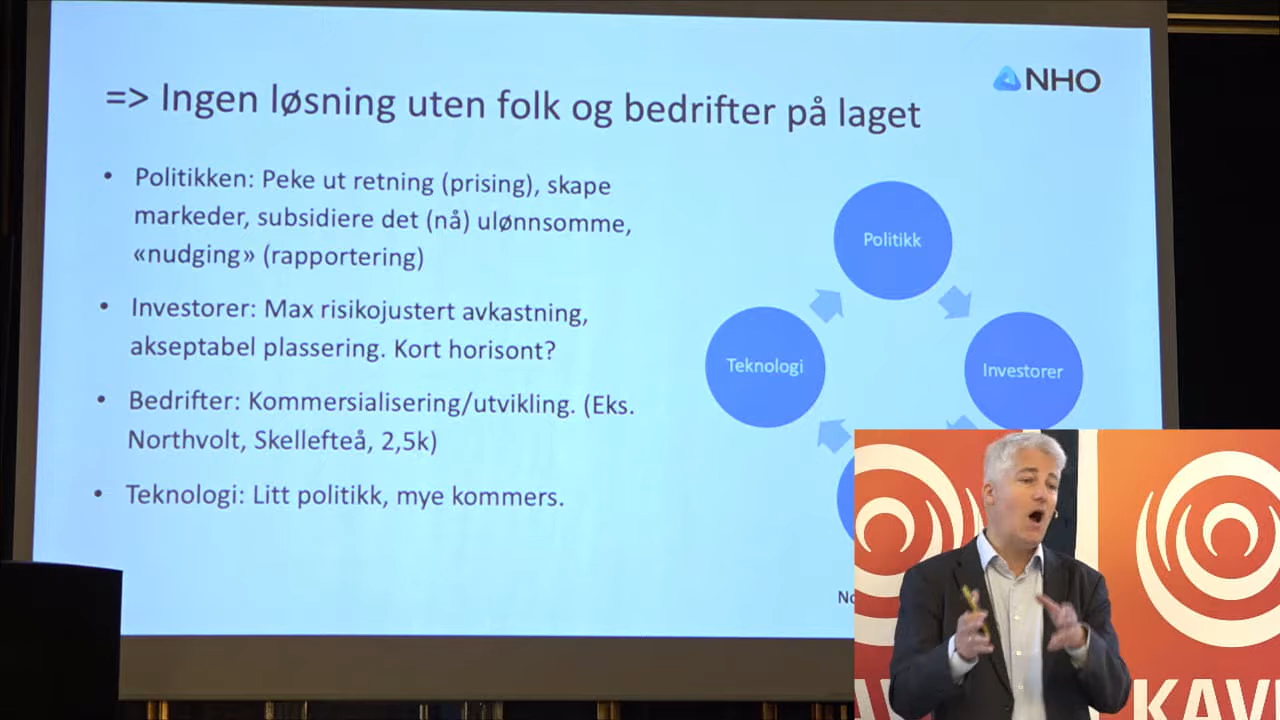 NHO
=> Ingen løsning uten folk og bedrifter på laget
• Politikken: Peke ut retning (prising), skape
markeder, subsidiere det (nå) ulønnsomme,
«nudging» (rapportering)
• Investorer: Max risikojustert avkastning,
akseptabel plassering. Kort horisont?
• Bedrifter: Kommersialisering/utvikling. (Eks.
Northvolt, Skellefteå, 2,5k)
• Teknologi: Litt politikk, mye kommers.
Politikk
Teknologi
Investorer